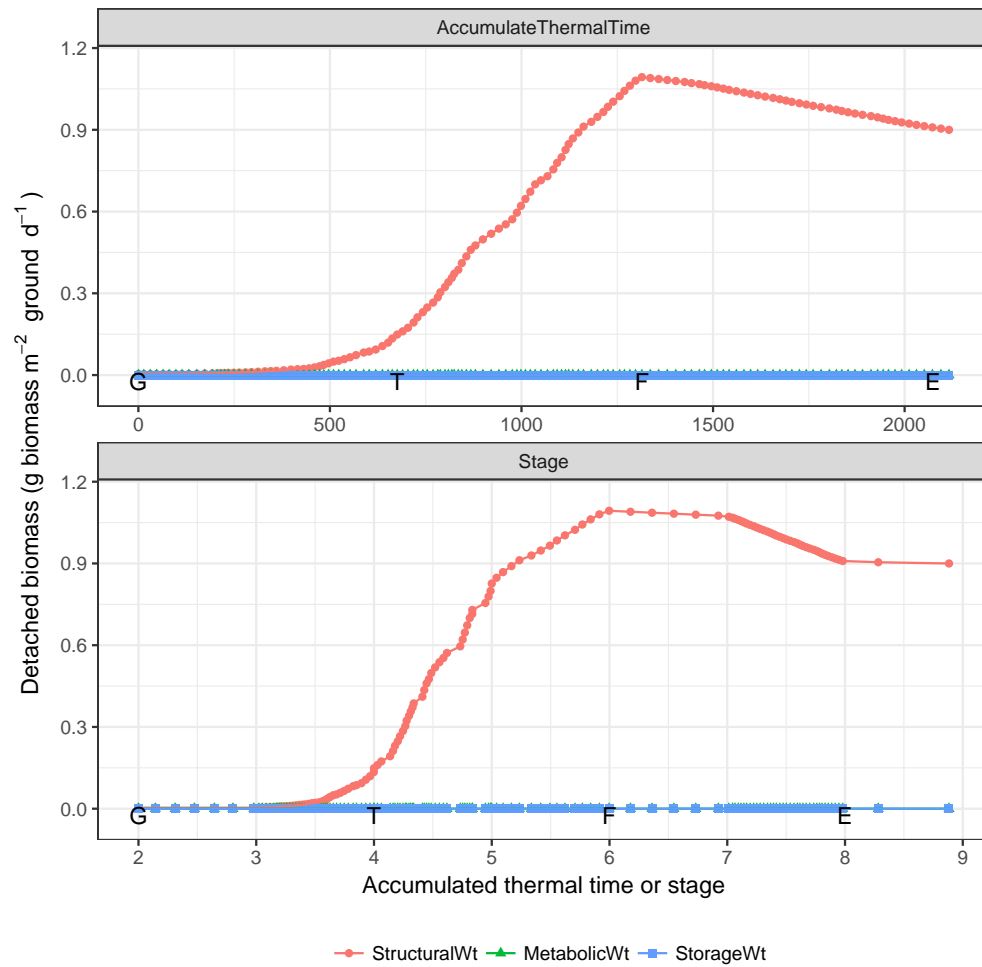 AccumulateThermalTime
1.2
0.9
0.6
0.3
0.0
G T F E
0 500 1000 1500 2000
Stage
1.2
0.9
0.6
0.3
0.0
G T F E
2 3 4 5 6 7 8 9
Detached biomass (g biomass m⁻² ground d⁻¹ )
Accumulated thermal time or stage
StructuralWt MetabolicWt StorageWt